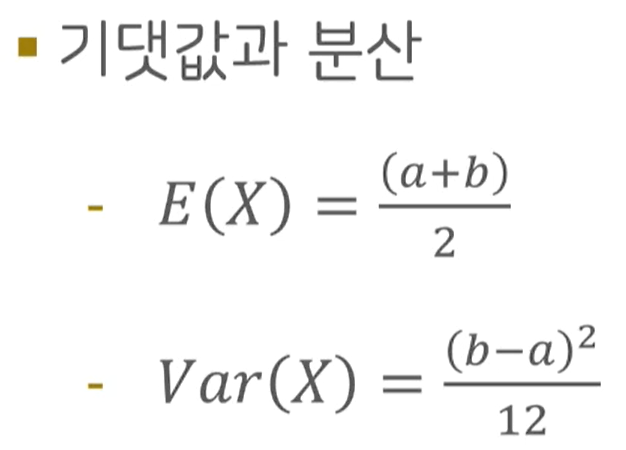 ▪ 기댓값과 분산
- E(X) = (a+b)/2
- Var(X) = (b−a)²/12